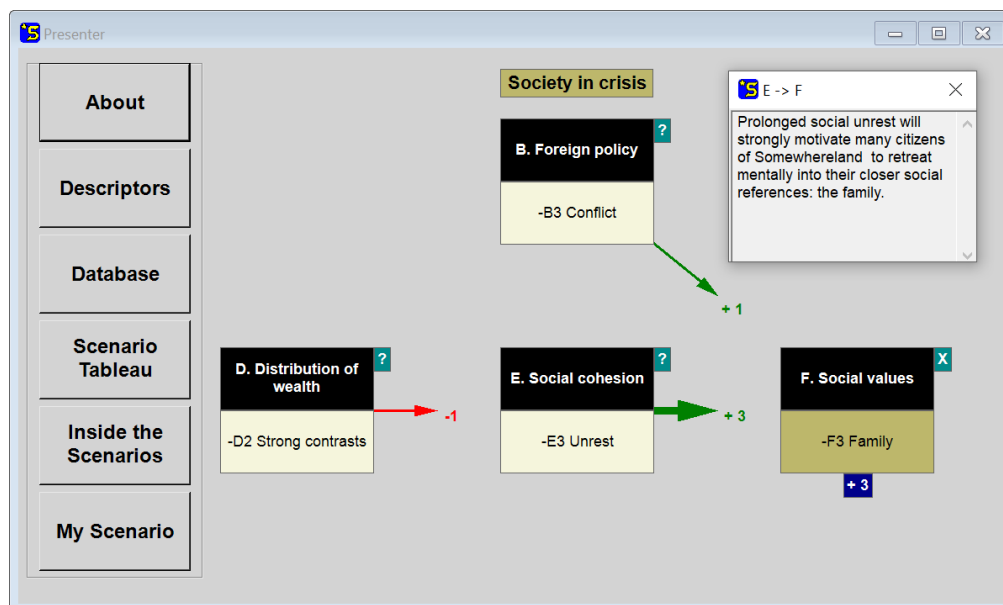 Presenter
About
Descriptors
Database
Scenario
Tableau
Inside the
Scenarios
My Scenario
Society in crisis
B. Foreign policy
?
-B3 Conflict
+ 1
S E -> F
Prolonged social unrest will
strongly motivate many citizens
of Somewhereland to retreat
mentally into their closer social
references: the family.
D. Distribution of
wealth
?
-D2 Strong contrasts
-1
E. Social cohesion
?
-E3 Unrest
+ 3
F. Social values
X
-F3 Family
+ 3